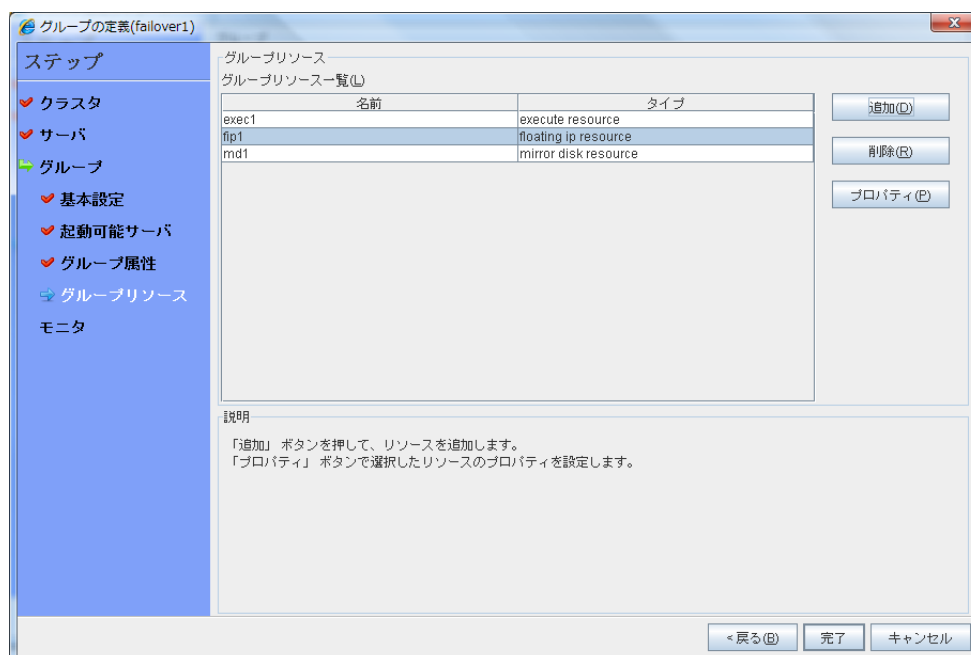 グループの定義(failover1)
ステップ
クラスタ
サーバ
グループ
基本設定
起動可能サーバ
グループ属性
グループリソース
モニタ
グループリソース
グループリソース一覧(L)
名前 タイプ
exec1 execute resource
fip1 floating ip resource
md1 mirror disk resource
追加(D)
削除(R)
プロパティ(P)
説明
「追加」 ボタンを押して、リソースを追加します。
「プロパティ」 ボタンで選択したリソースのプロパティを設定します。
<戻る(B) 完了 キャンセル